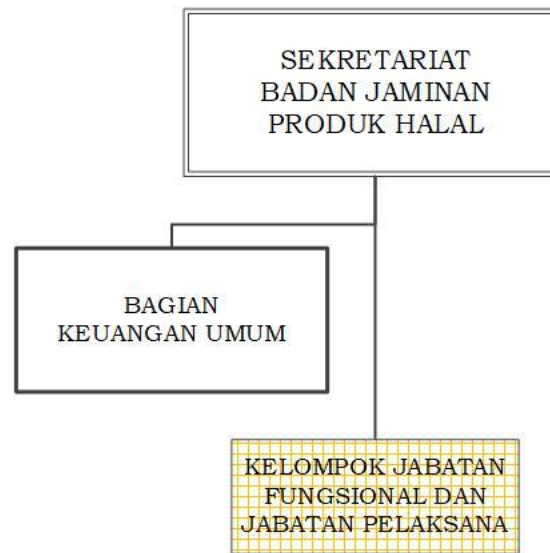 SEKRETARIAT
BADAN JAMINAN
PRODUK HALAL
BAGIAN
KEUANGAN UMUM
KELOMPOK JABATAN
FUNGSIONAL DAN
JABATAN PELAKSANA